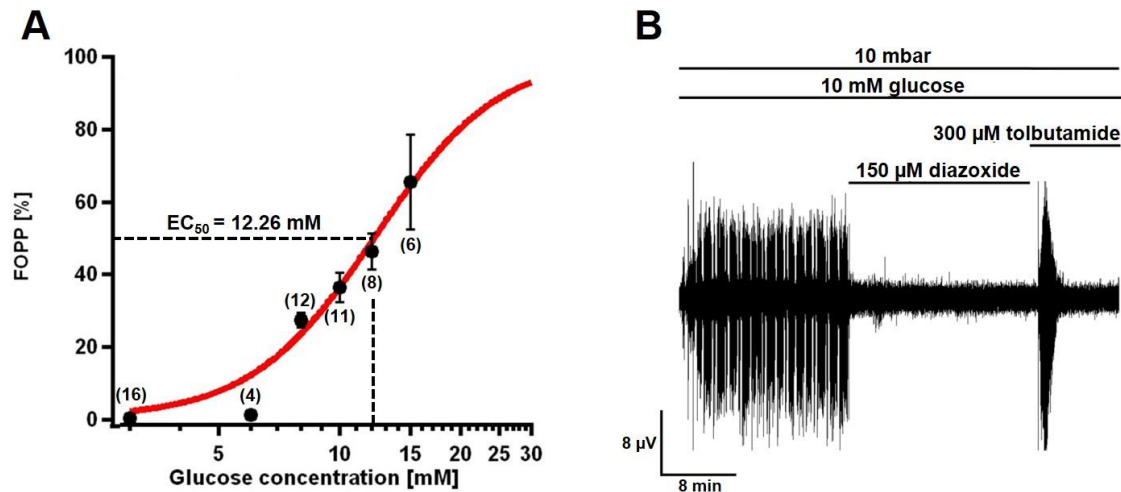 A
100
80
60
40
20
0
FOPP [%]
EC50 = 12.26 mM
(16)
(4)
(12)
(11)
(8)
(6)
5
10
15
20
25
30
Glucose concentration [mM]
B
10 mbar
10 mM glucose
300 µM tolbutamide
150 µM diazoxide
8 µV
8 min